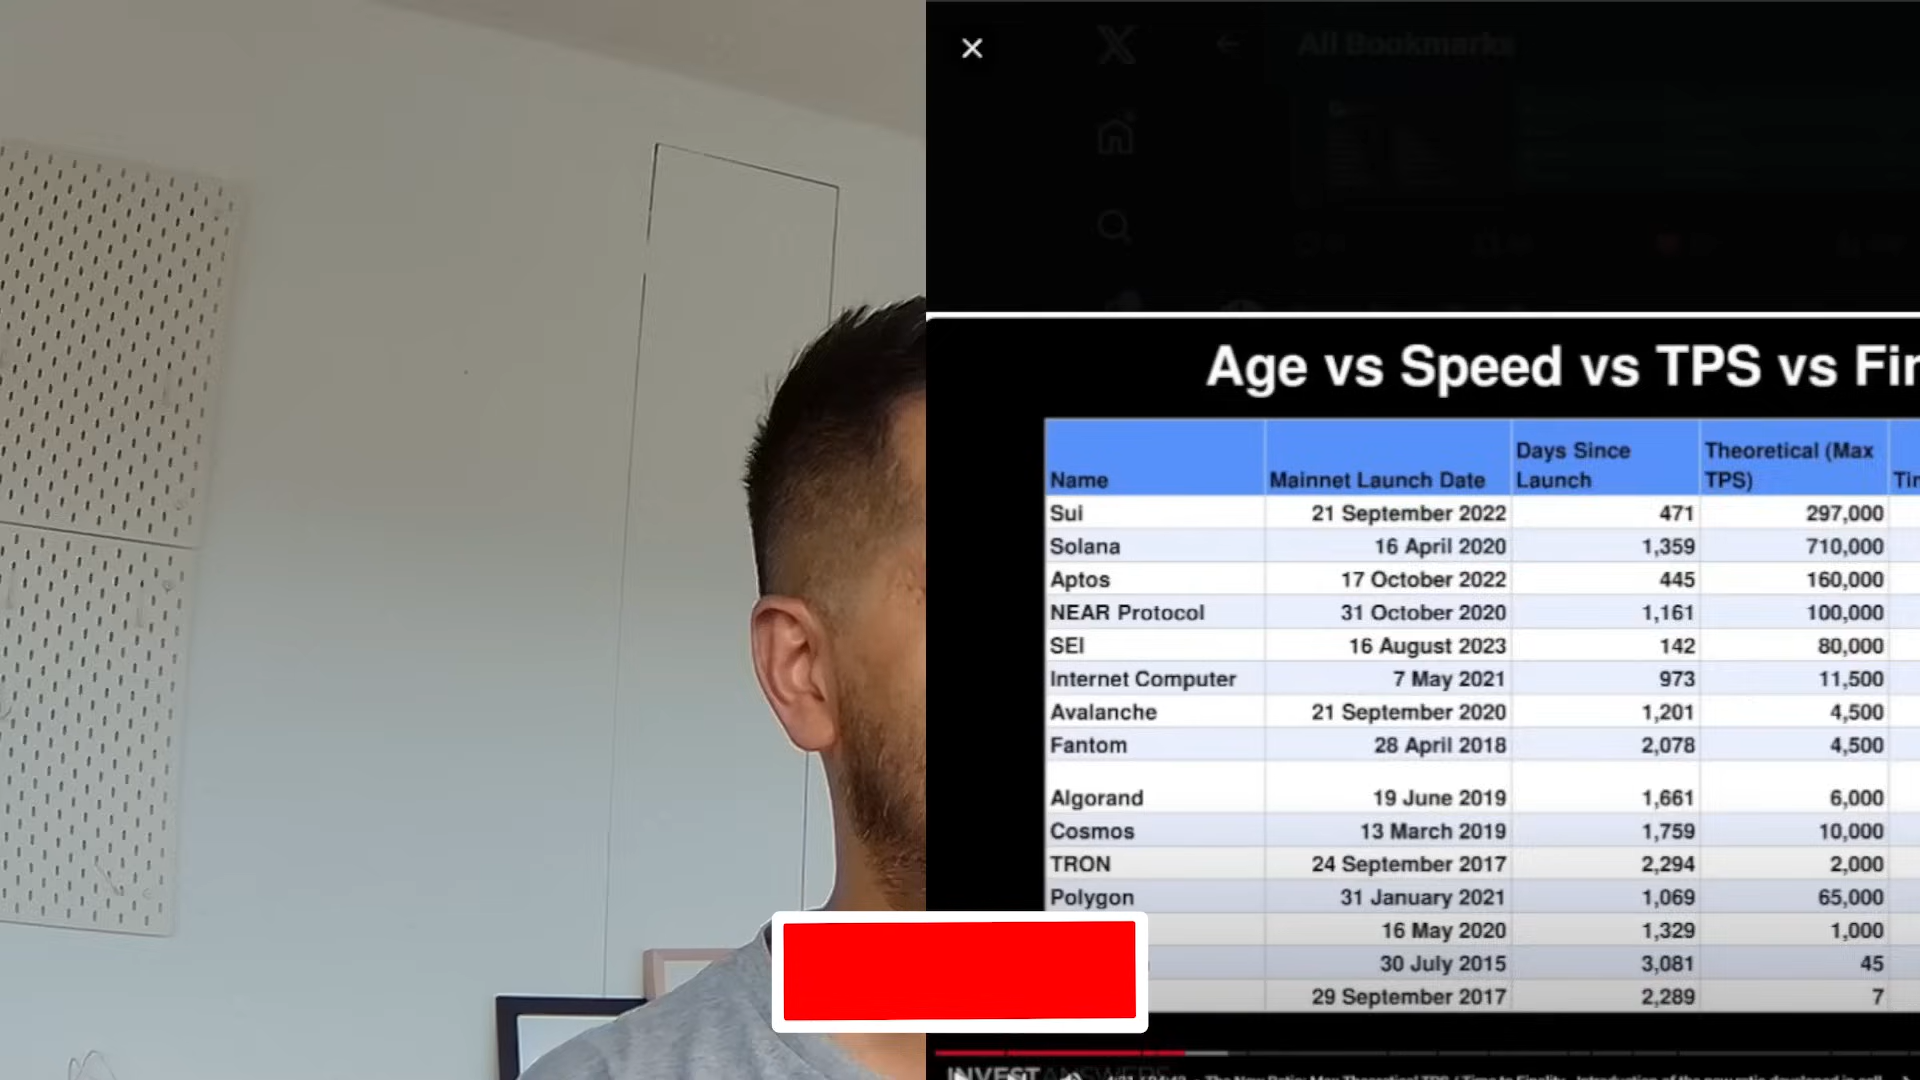 All Bookmarks
Age vs Speed vs TPS vs Fin
Name Mainnet Launch Date Days Since Launch Theoretical (Max TPS) Tin
Sui 21 September 2022 471 297,000
Solana 16 April 2020 1,359 710,000
Aptos 17 October 2022 445 160,000
NEAR Protocol 31 October 2020 1,161 100,000
SEI 16 August 2023 142 80,000
Internet Computer 7 May 2021 973 11,500
Avalanche 21 September 2020 1,201 4,500
Fantom 28 April 2018 2,078 4,500
Algorand 19 June 2019 1,661 6,000
Cosmos 13 March 2019 1,759 10,000
TRON 24 September 2017 2,294 2,000
Polygon 31 January 2021 1,069 65,000
16 May 2020 1,329 1,000
30 July 2015 3,081 45
29 September 2017 2,289 7
INVESTANSWERS